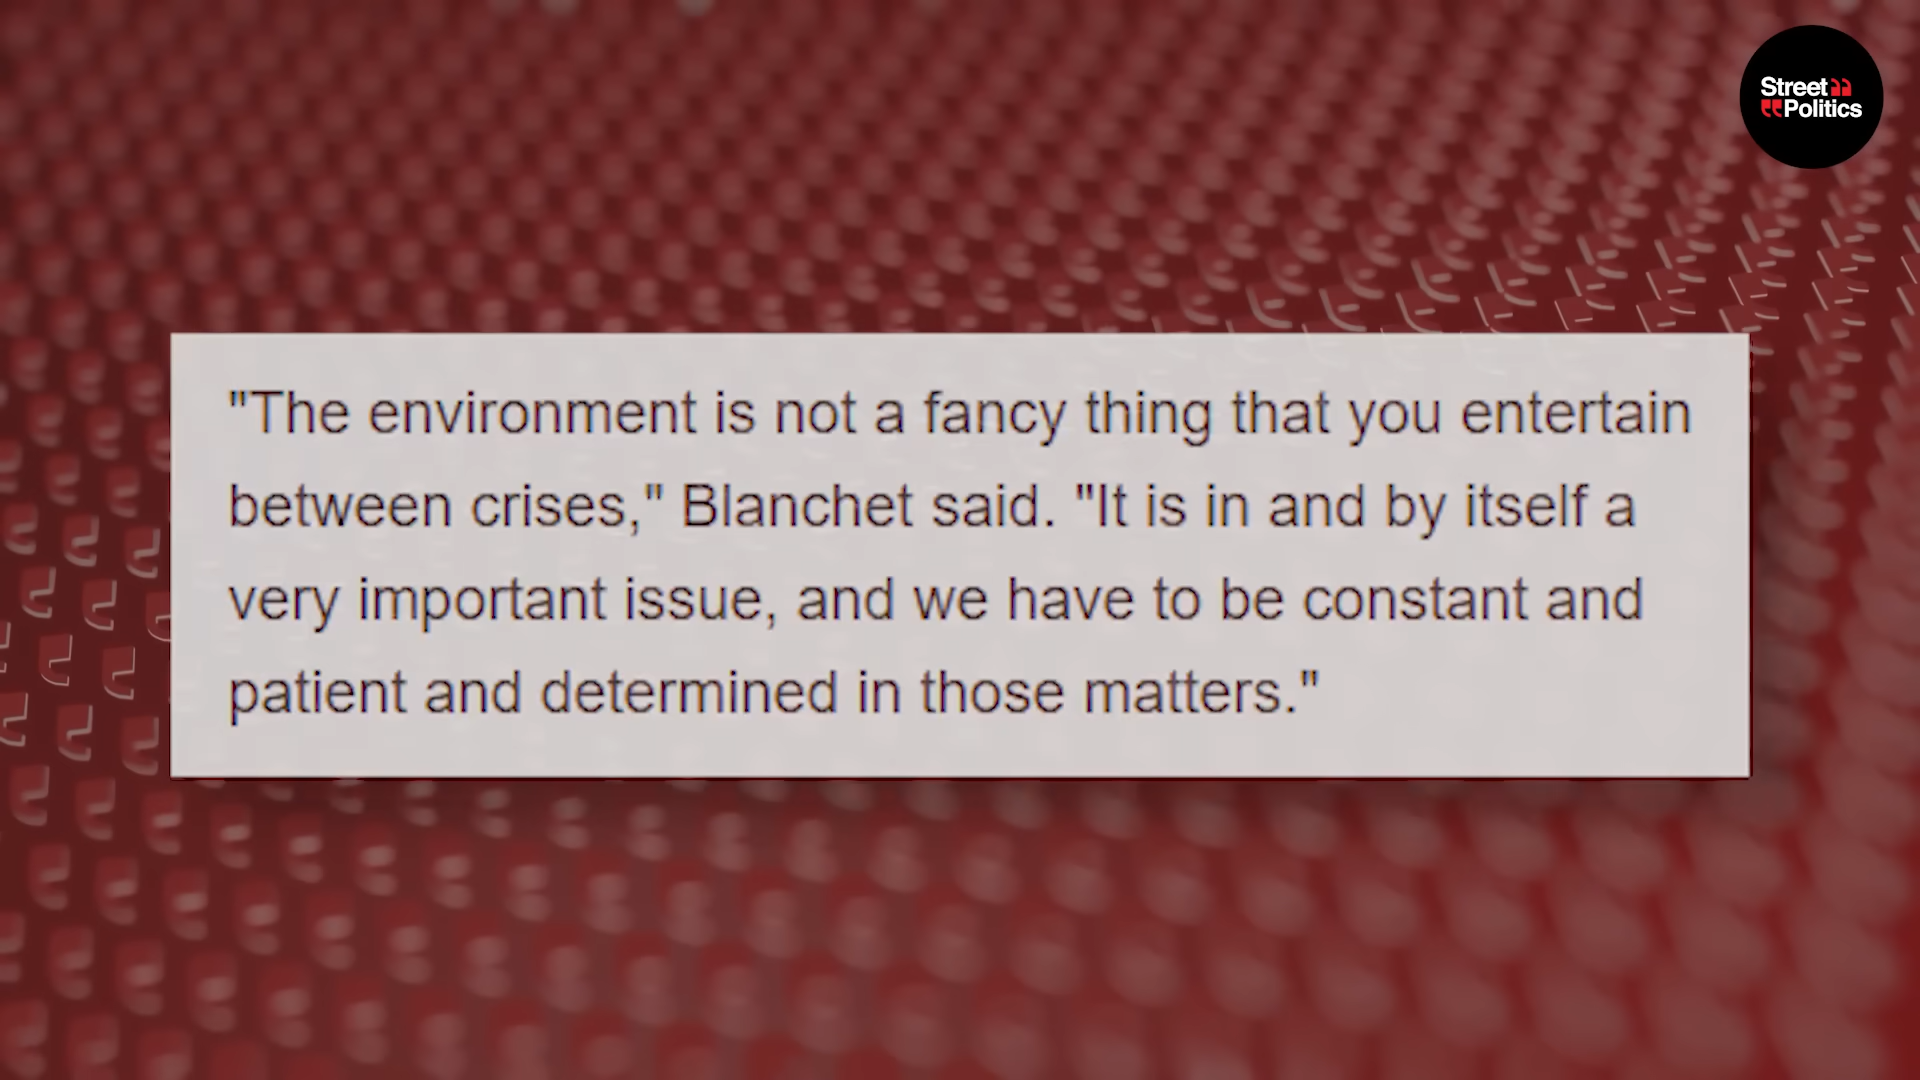 Street
Politics
"The environment is not a fancy thing that you entertain
between crises," Blanchet said. "It is in and by itself a
very important issue, and we have to be constant and
patient and determined in those matters."